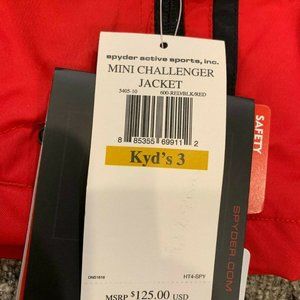 spyder active sports, inc.
MINI CHALLENGER
JACKET
5405-10 600-RED/BLK/RED
8 85355 69911 2
Kyd's 3
HT4-SPY
MSRP $125.00 USD
SAFETY
SPYDER.COM